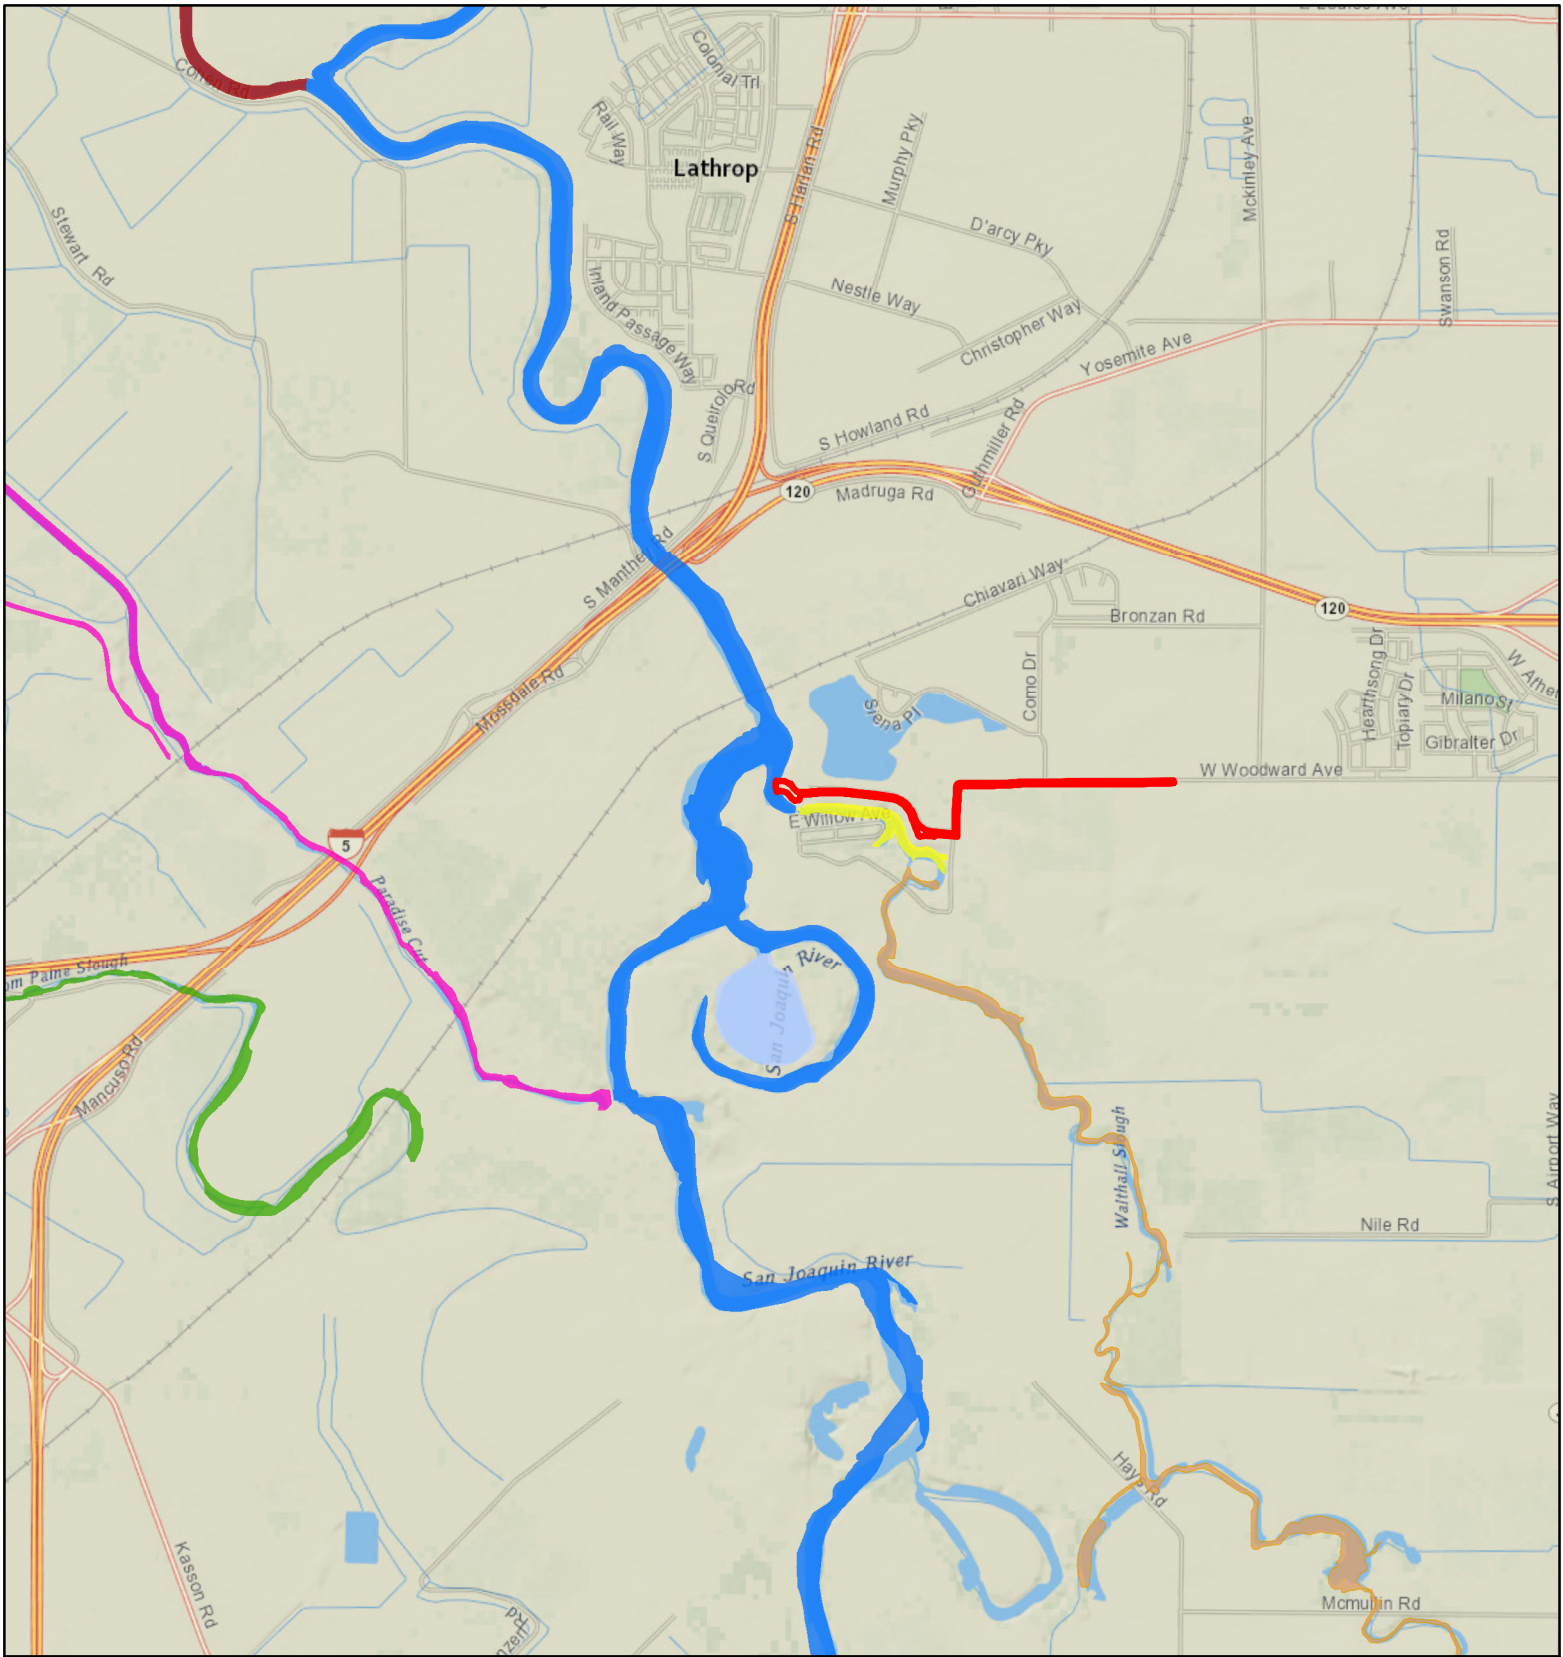 Colonial Trl
Cohen Rd
Rail Way
Murphy Pky
Mckinley Ave
S Harlan Rd
Lathrop
Stewart Rd
D'arcy Pky
Swanson Rd
Inland Passage Way
Nestle Way
Christopher Way
Yosemite Ave
S Queirolo Rd
S Howland Rd
Guthmiller Rd
120
Madruga Rd
S Manthey Rd
Chiavari Way
120
Bronzan Rd
Mossdale Rd
Como Dr
Hearthsong Dr
Topiary Dr
Siena Pl
Milano St
Gibralter Dr
W Woodward Ave
E Willow Ave
5
Paradise Cut
om Paine Slough
San Joaquin River
Mancuso Rd
S Airport Way
Walthall Slough
Nile Rd
San Joaquin River
Hays Rd
Kasson Rd
Mcmullin Rd